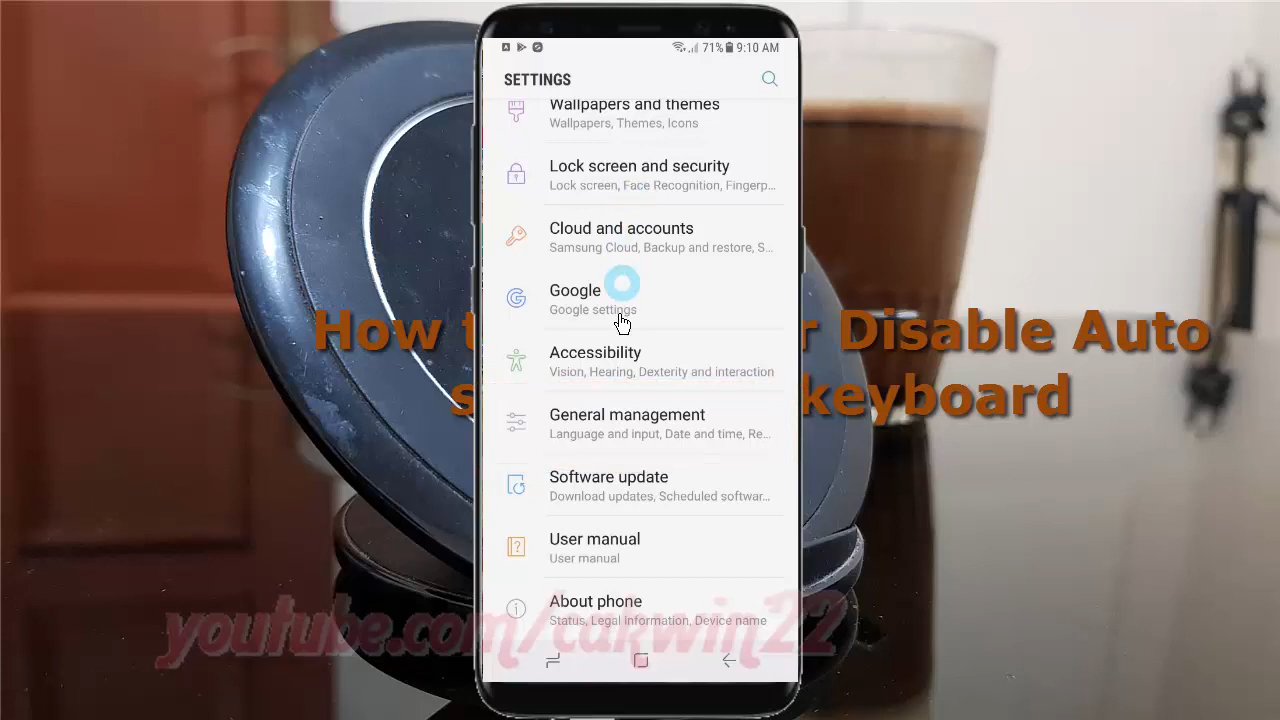 71% 9:10 AM
SETTINGS
Wallpapers and themes
Wallpapers, Themes, Icons
Lock screen and security
Lock screen, Face Recognition, Fingerp...
Cloud and accounts
Samsung Cloud, Backup and restore, S...
Google
Google settings
How t r Disable Auto
Accessibility
Vision, Hearing, Dexterity and interaction
s keyboard
General management
Language and input, Date and time, Re...
Software update
Download updates, Scheduled softwar...
User manual
User manual
About phone
Status, Legal information, Device name
youtube.com/cakwin22